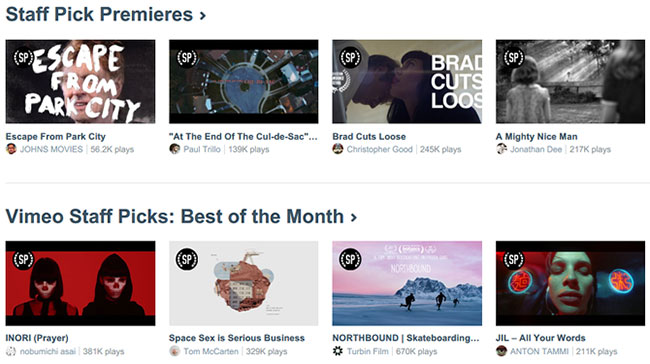 Staff Pick Premieres ›
SP SP SP SP
ESCAPE
FROM
PARK CITY
BRAD
CUTS
LOOS
Escape From Park City
JOHNS MOVIES | 56.2K plays
"At The End Of The Cul-de-Sac"...
Paul Trillo | 139K plays
Brad Cuts Loose
Christopher Good | 245K plays
A Mighty Nice Man
Jonathan Dee | 217K plays
Vimeo Staff Picks: Best of the Month ›
SP SP SP SP
NORTHBOUND
INORI (Prayer)
nobumichi asai | 381K plays
Space Sex is Serious Business
Tom McCarten | 329K plays
NORTHBOUND | Skateboarding...
Turbin Film | 670K plays
JIL – All Your Words
ANTON TAMMI | 211K plays